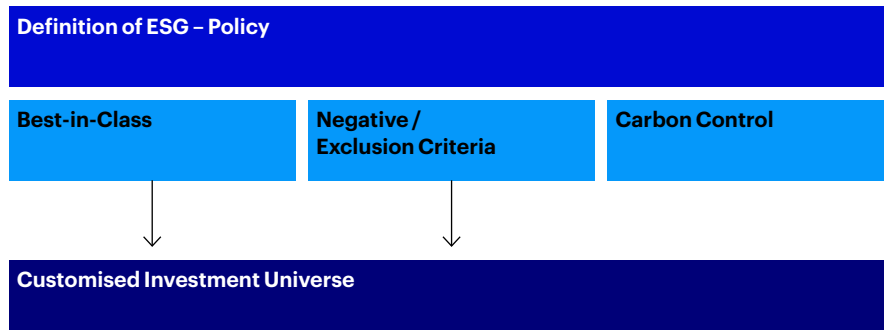 Definition of ESG – Policy
Best-in-Class
Negative /
Exclusion Criteria
Carbon Control
Customised Investment Universe